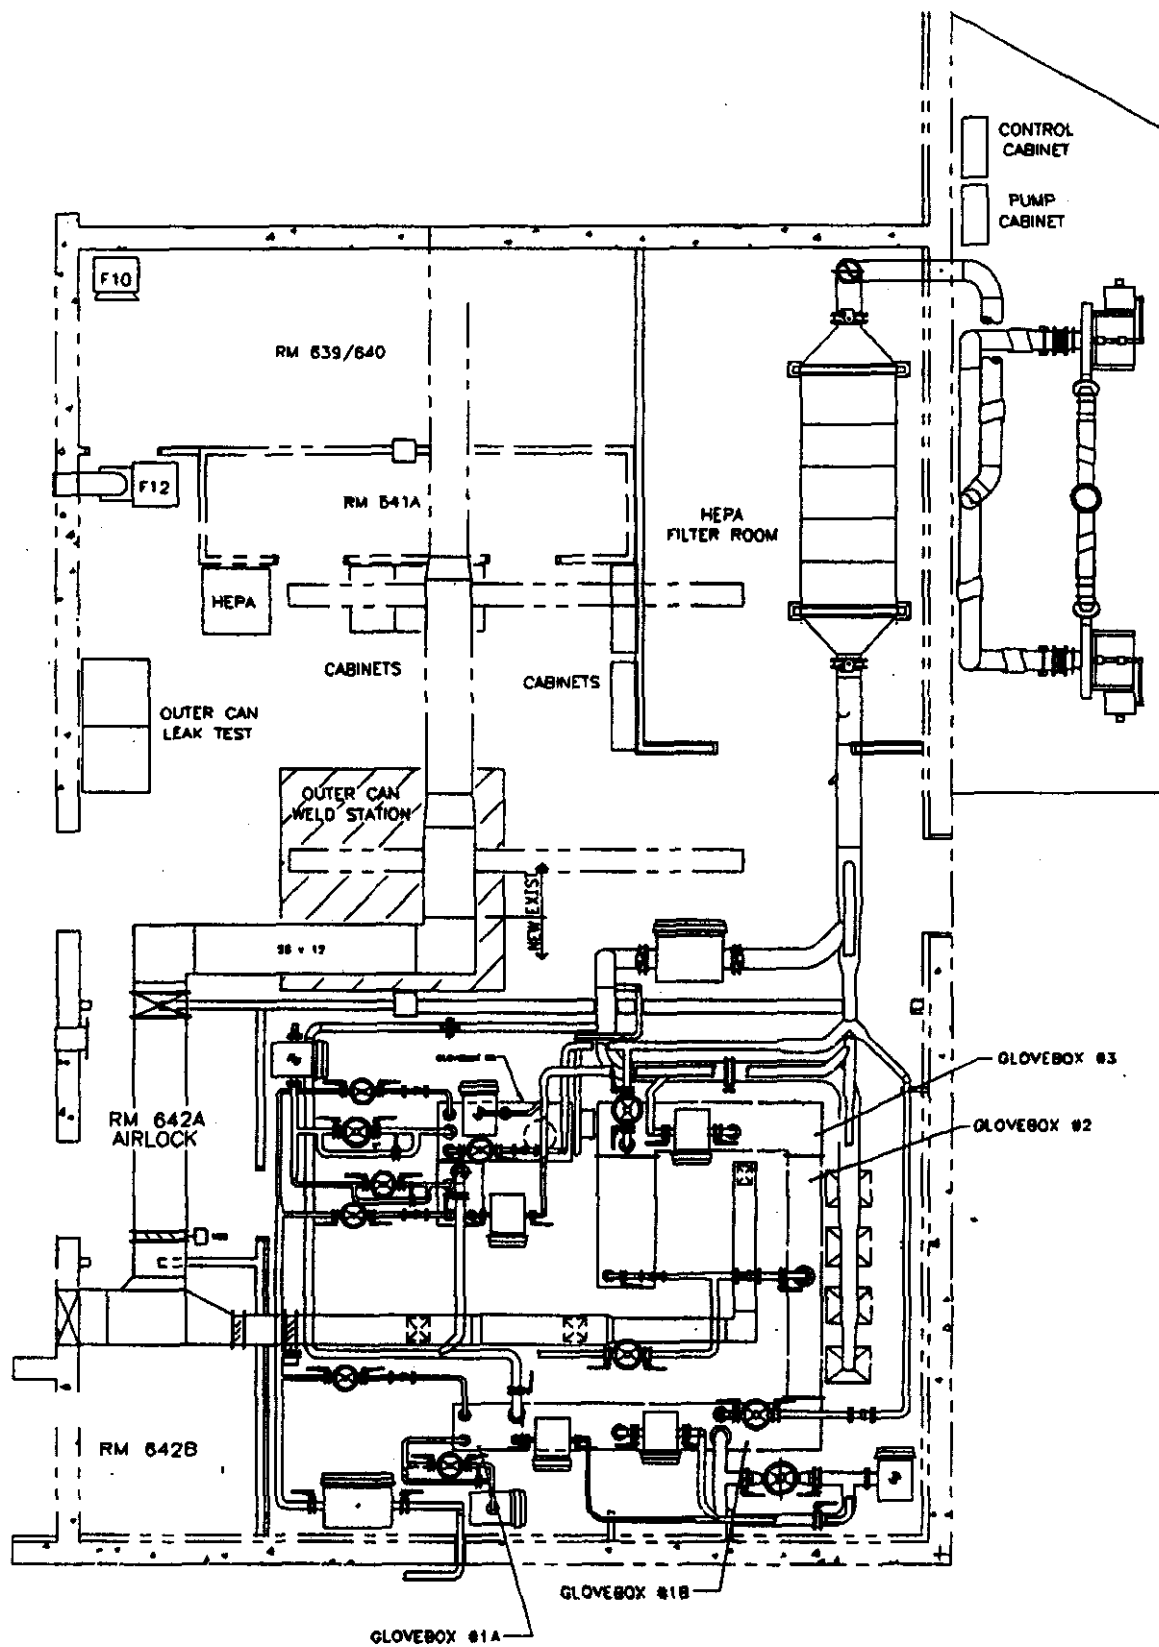 CONTROL
CABINET
PUMP
CABINET
F10
RM 639/640
F12
RM 641A
HEPA
FILTER ROOM
HEPA
CABINETS
CABINETS
OUTER CAN
LEAK TEST
OUTER CAN
WELD STATION
NEW
EXIST
GLOVEBOX #3
GLOVEBOX #2
RM 642A
AIRLOCK
RM 642B
GLOVEBOX #1B
GLOVEBOX #1A